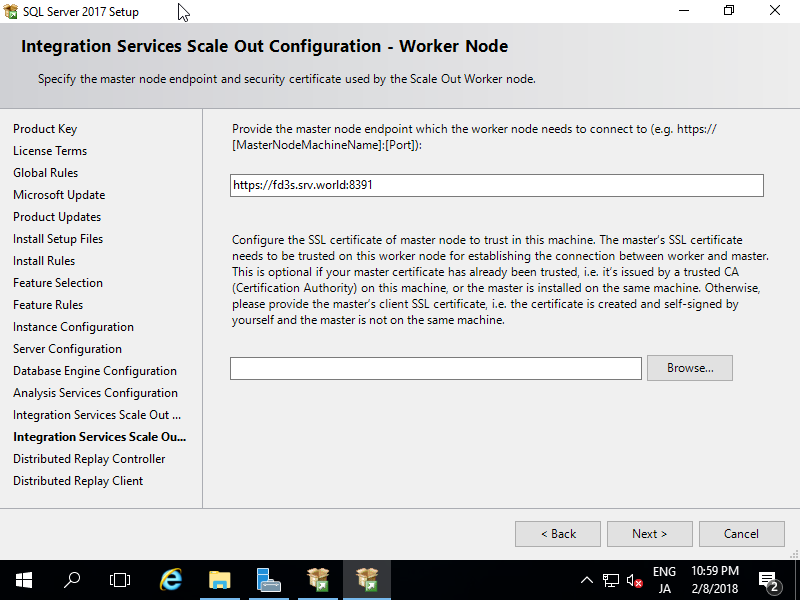 SQL Server 2017 Setup
Integration Services Scale Out Configuration - Worker Node
Specify the master node endpoint and security certificate used by the Scale Out Worker node.
Product Key
License Terms
Global Rules
Microsoft Update
Product Updates
Install Setup Files
Install Rules
Feature Selection
Feature Rules
Instance Configuration
Server Configuration
Database Engine Configuration
Analysis Services Configuration
Integration Services Scale Out ...
Integration Services Scale Ou...
Distributed Replay Controller
Distributed Replay Client
Provide the master node endpoint which the worker node needs to connect to (e.g. https://
[MasterNodeMachineName]:[Port]):
https://fd3s.srv.world:8391
Configure the SSL certificate of master node to trust in this machine. The master's SSL certificate
needs to be trusted on this worker node for establishing the connection between worker and master.
This is optional if your master certificate has already been trusted, i.e. it's issued by a trusted CA
(Certification Authority) on this machine, or the master is installed on the same machine. Otherwise,
please provide the master's client SSL certificate, i.e. the certificate is created and self-signed by
yourself and the master is not on the same machine.
Browse...
< Back
Next >
Cancel
ENG
JA
10:59 PM
2/8/2018
2